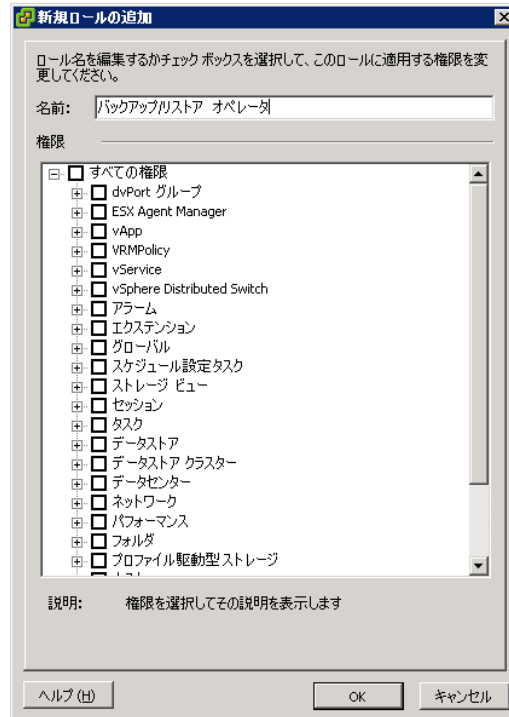 新規ロールの追加
ロール名を編集するかチェック ボックスを選択して、このロールに適用する権限を変
更してください。
名前: バックアップ/リストア オペレータ
権限
すべての権限
dvPort グループ
ESX Agent Manager
vApp
VRMPolicy
vService
vSphere Distributed Switch
アラーム
エクステンション
グローバル
スケジュール設定タスク
ストレージ ビュー
セッション
タスク
データストア
データストア クラスター
データセンター
ネットワーク
パフォーマンス
フォルダ
プロファイル駆動型ストレージ
説明: 権限を選択してその説明を表示します
ヘルプ (H) OK キャンセル